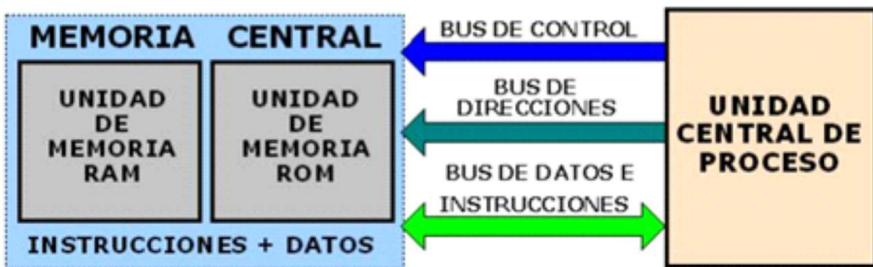 MEMORIA CENTRAL
UNIDAD
DE
MEMORIA
RAM
UNIDAD
DE
MEMORIA
ROM
INSTRUCCIONES + DATOS
BUS DE CONTROL
BUS DE
DIRECCIONES
BUS DE DATOS E
INSTRUCCIONES
UNIDAD
CENTRAL DE
PROCESO